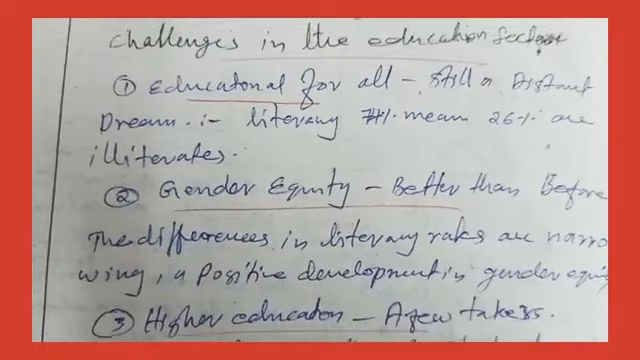 Challenges in the education sector
① Educational for all – still a Distant
Dream :- literary 74%. mean 26%. are
illiterates.
② Gender Equity – Better than Before
The differences in literary rates are narro
wing, a positive development in gender equi
③ Higher education – A few takers.